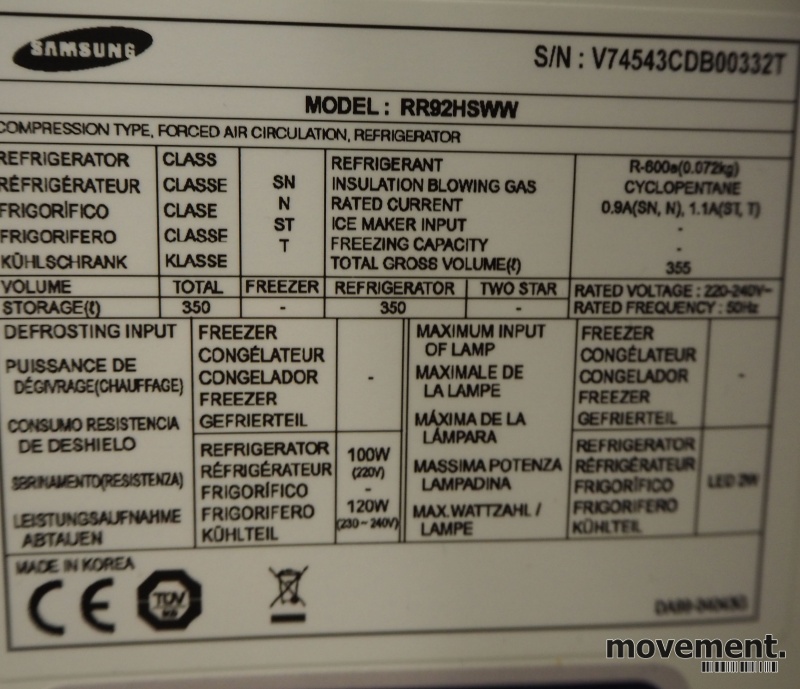 SAMSUNG
S/N : V74543CDB00332T
MODEL : RR92HSWW
COMPRESSION TYPE, FORCED AIR CIRCULATION, REFRIGERATOR
REFRIGERATOR
RÉFRIGÉRATEUR
FRIGORÍFICO
FRIGORIFERO
KÜHLSCHRANK
CLASS
CLASSE
CLASE
CLASSE
KLASSE
SN
N
ST
T
REFRIGERANT
INSULATION BLOWING GAS
RATED CURRENT
ICE MAKER INPUT
FREEZING CAPACITY
TOTAL GROSS VOLUME(ℓ)
R-600a(0.072kg)
CYCLOPENTANE
0.9A(SN, N), 1.1A(ST, T)
-
-
355
VOLUME TOTAL FREEZER REFRIGERATOR TWO STAR
STORAGE(ℓ) 350 - 350 -
RATED VOLTAGE : 220-240V~
RATED FREQUENCY : 50Hz
DEFROSTING INPUT
PUISSANCE DE
DÉGIVRAGE(CHAUFFAGE)
CONSUMO RESISTENCIA
DE DESHIELO
SBRINAMENTO(RESISTENZA)
LEISTUNGSAUFNAHME
ABTAUEN
FREEZER
CONGÉLATEUR
CONGELADOR
FREEZER
GEFRIERTEIL
-
REFRIGERATOR
RÉFRIGÉRATEUR
FRIGORÍFICO
FRIGORIFERO
KÜHLTEIL
100W
(220V)
-
120W
(230~240V)
MAXIMUM INPUT
OF LAMP
MAXIMALE DE
LA LAMPE
MÁXIMA DE LA
LÁMPARA
MASSIMA POTENZA
LAMPADINA
MAX.WATTZAHL /
LAMPE
FREEZER
CONGÉLATEUR
CONGELADOR
FREEZER
GEFRIERTEIL
-
REFRIGERATOR
RÉFRIGÉRATEUR
FRIGORÍFICO
FRIGORIFERO
KÜHLTEIL
LED 2W
MADE IN KOREA
CE
TÜV
movement.